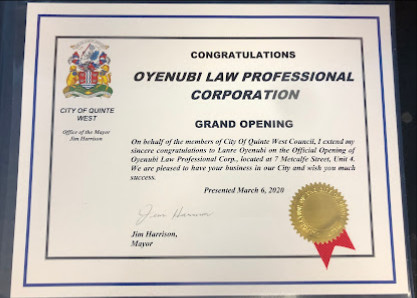 CONGRATULATIONS
OYENUBI LAW PROFESSIONAL
CORPORATION
CITY OF QUINTE
WEST
Office of the Mayor
Jim Harrison
GRAND OPENING
On behalf of the members of City Of Quinte West Council, I extend my
sincere congratulations to Lanre Oyenubi on the Official Opening of
Oyenubi Law Professional Corp., located at 7 Metcalfe Street, Unit 4.
We are pleased to have your business in our City and wish you much
success.
Presented March 6, 2020
Jim Harrison
Jim Harrison,
Mayor